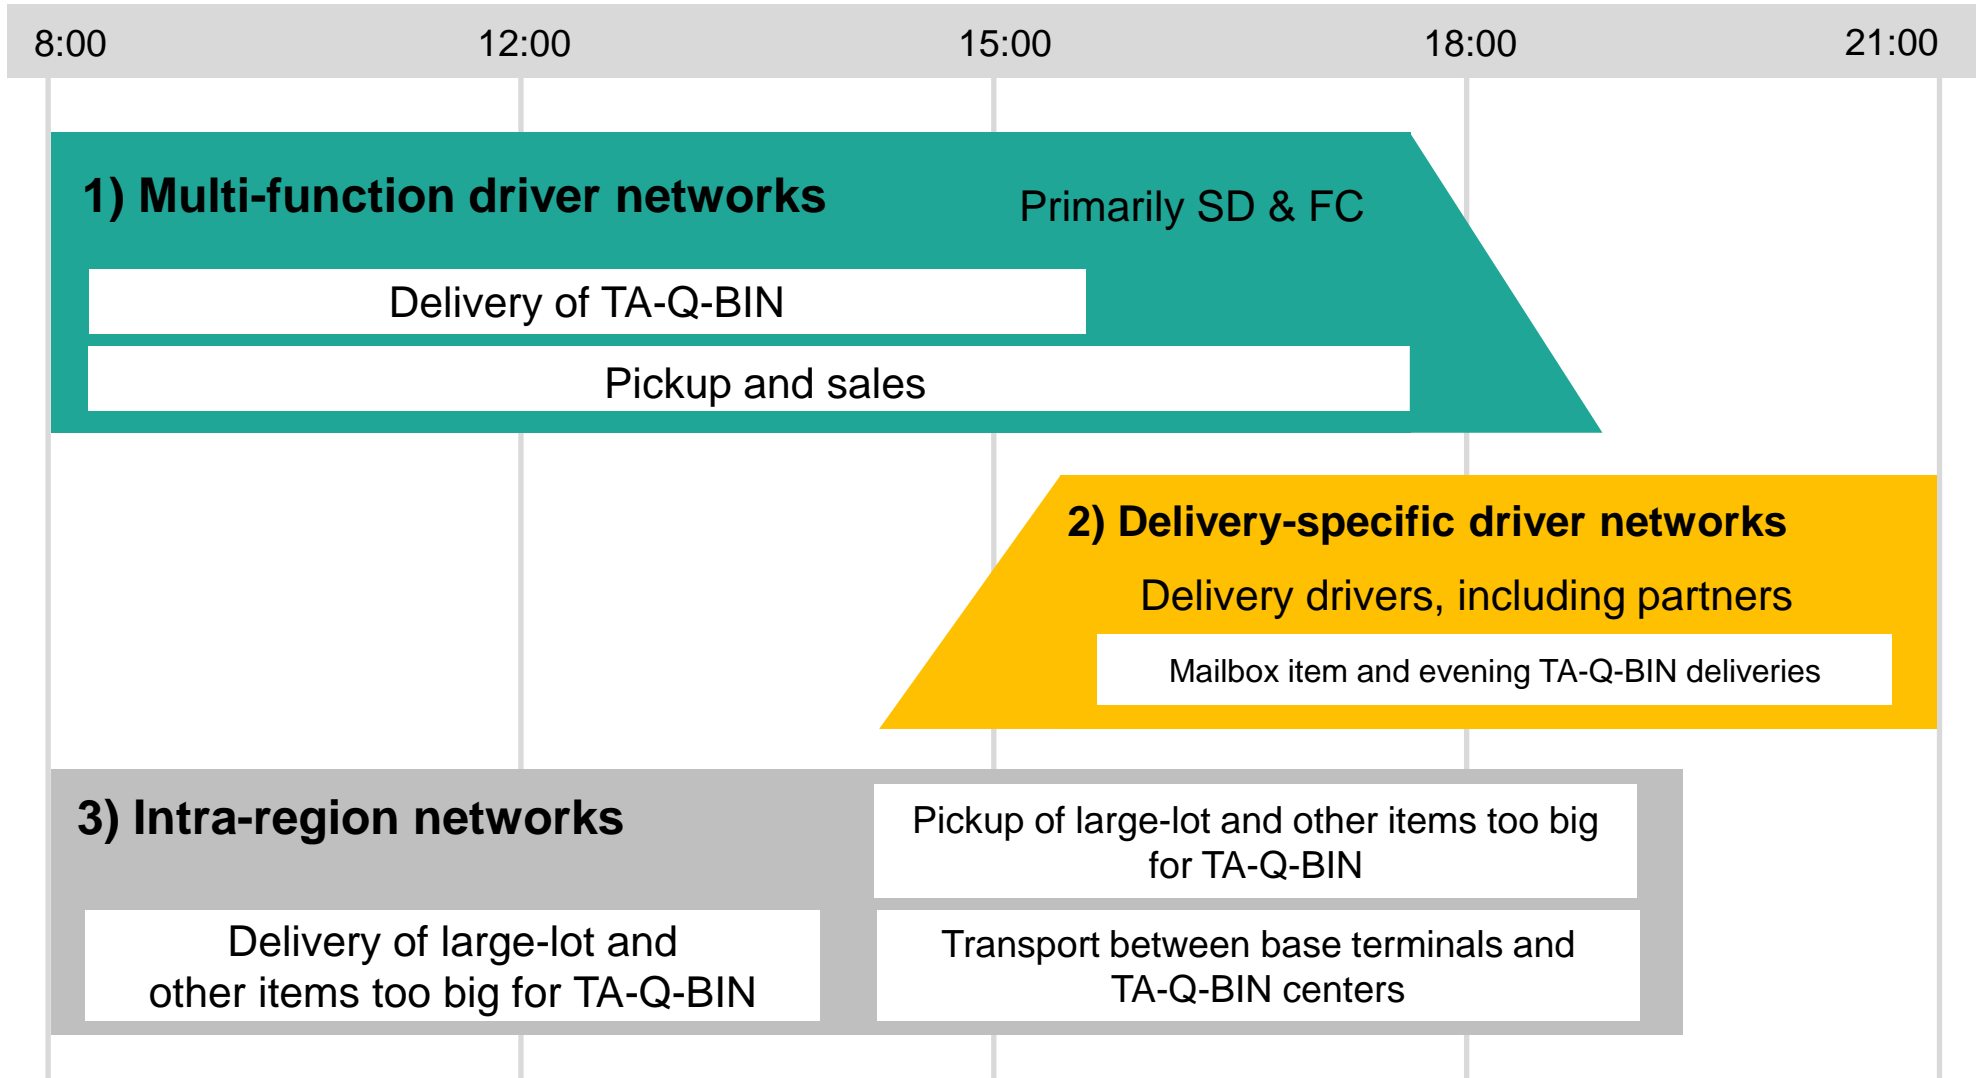 8:00 12:00 15:00 18:00 21:00
1) Multi-function driver networks
Primarily SD & FC
Delivery of TA-Q-BIN
Pickup and sales
2) Delivery-specific driver networks
Delivery drivers, including partners
Mailbox item and evening TA-Q-BIN deliveries
3) Intra-region networks
Pickup of large-lot and other items too big
for TA-Q-BIN
Delivery of large-lot and
other items too big for TA-Q-BIN
Transport between base terminals and
TA-Q-BIN centers